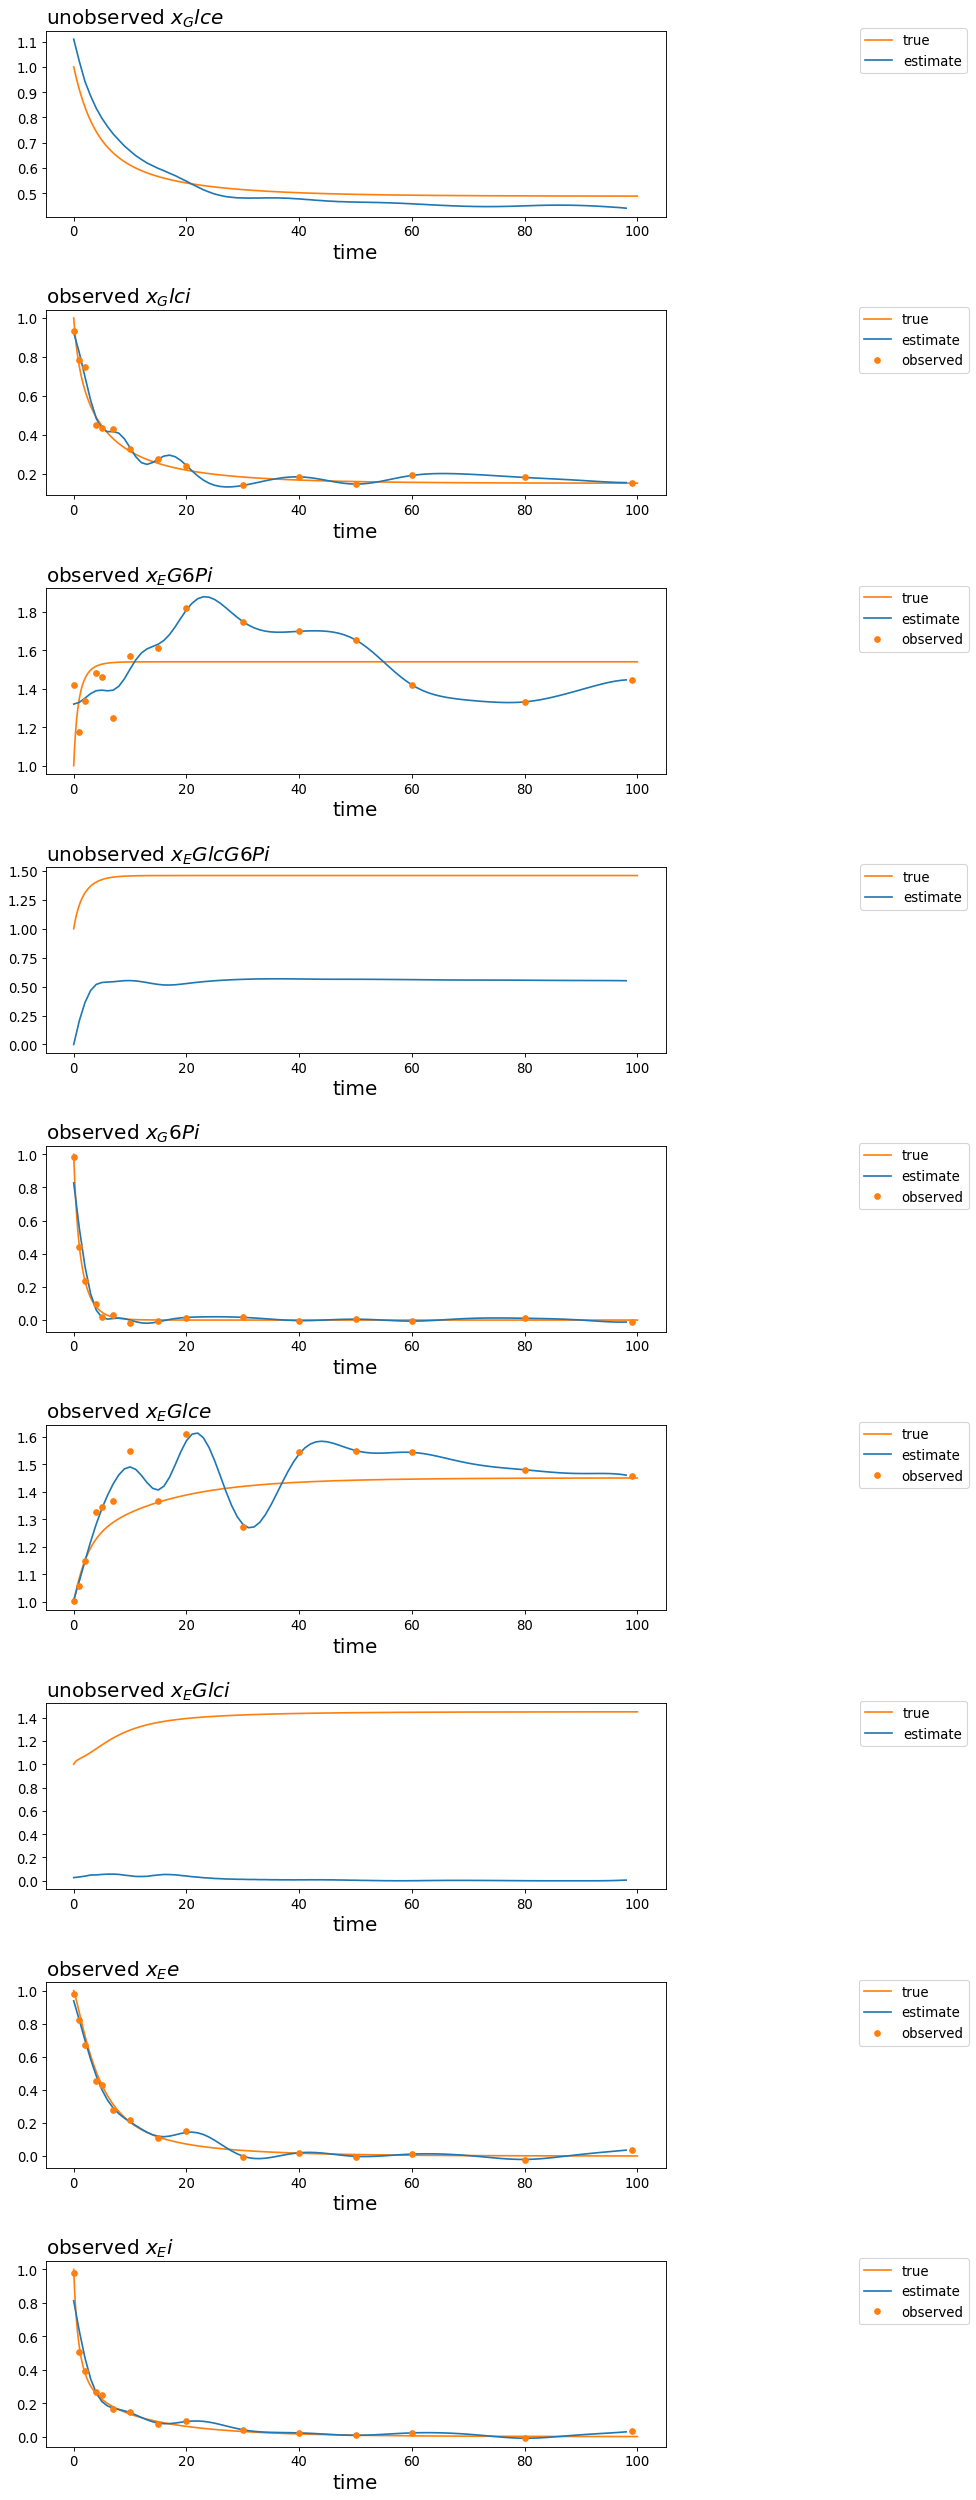 unobserved x_Glce
1.1
1.0
0.9
0.8
0.7
0.6
0.5
0 20 40 60 80 100
time
true
estimate
observed x_Glci
1.0
0.8
0.6
0.4
0.2
0 20 40 60 80 100
time
true
estimate
observed
observed x_EG6Pi
1.8
1.6
1.4
1.2
1.0
0 20 40 60 80 100
time
true
estimate
observed
unobserved x_EGlcG6Pi
1.50
1.25
1.00
0.75
0.50
0.25
0.00
0 20 40 60 80 100
time
true
estimate
observed x_G6Pi
1.0
0.8
0.6
0.4
0.2
0.0
0 20 40 60 80 100
time
true
estimate
observed
observed x_EGlce
1.6
1.5
1.4
1.3
1.2
1.1
1.0
0 20 40 60 80 100
time
true
estimate
observed
unobserved x_EGlci
1.4
1.2
1.0
0.8
0.6
0.4
0.2
0.0
0 20 40 60 80 100
time
true
estimate
observed x_Ee
1.0
0.8
0.6
0.4
0.2
0.0
0 20 40 60 80 100
time
true
estimate
observed
observed x_Ei
1.0
0.8
0.6
0.4
0.2
0.0
0 20 40 60 80 100
time
true
estimate
observed